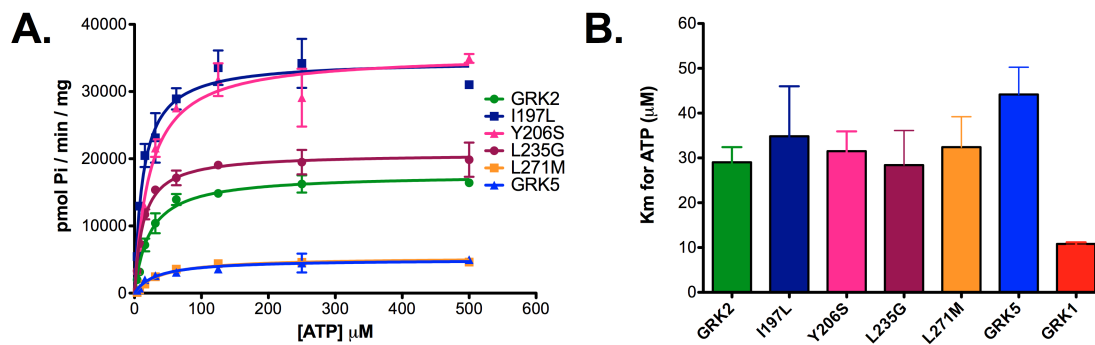 A.
pmol Pi / min / mg
40000
30000
20000
10000
0
0 100 200 300 400 500 600
[ATP] μM
GRK2
I197L
Y206S
L235G
L271M
GRK5
B.
Km for ATP (μM)
60
50
40
30
20
10
0
GRK2 I197L Y206S L235G L271M GRK5 GRK1